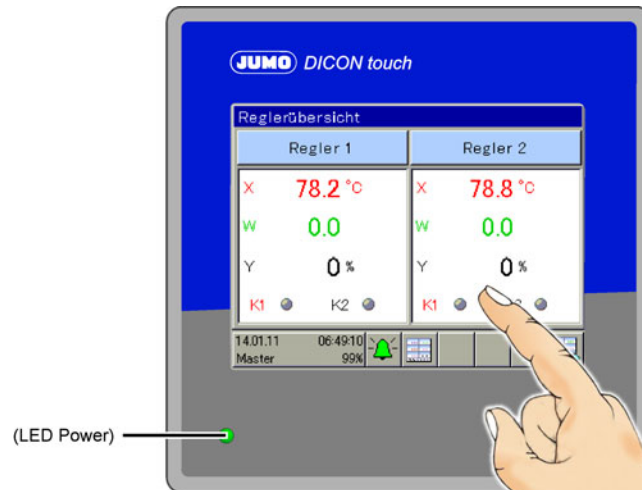 JUMO DICON touch
Reglerübersicht
Regler 1 Regler 2
X 78.2 °C X 78.8 °C
W 0.0 W 0.0
Y 0 % Y 0 %
K1 K2 K1
14.01.11 06:49:10
Master 99%
(LED Power)